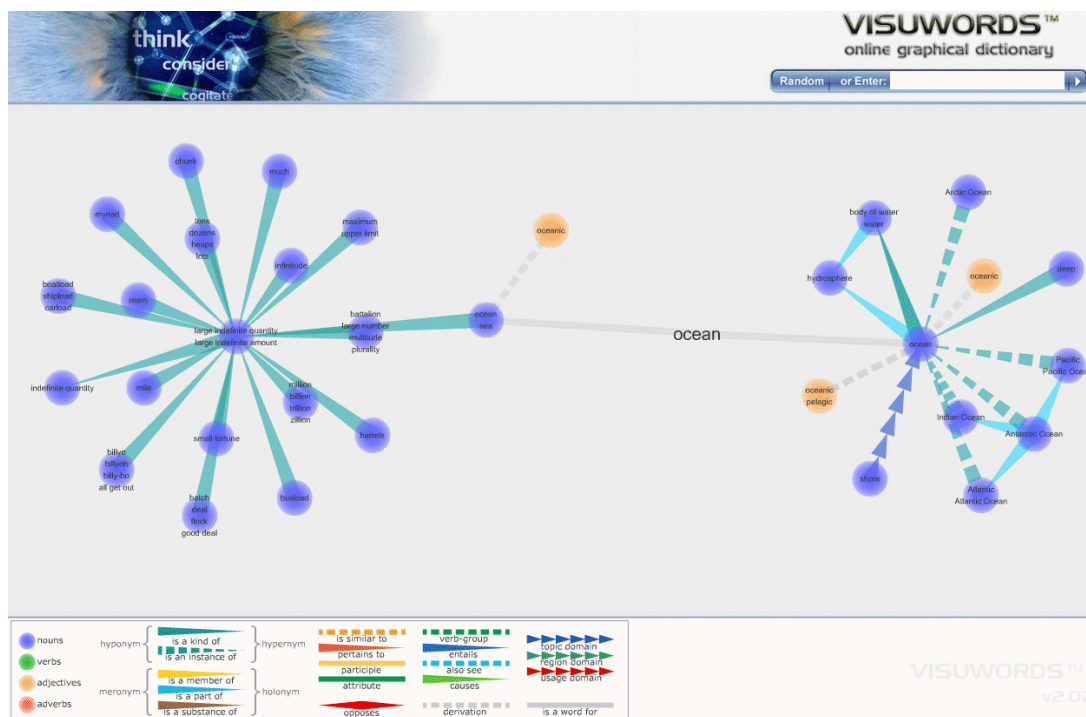 think
consider
cogitate
VISUWORDS™
online graphical dictionary
Random or Enter:
chunk
much
myriad
tons
dozens
heaps
lots
maximum
upper limit
infinitude
boatload
shipload
carload
ream
large indefinite quantity
large indefinite amount
battalion
large number
multitude
plurality
ocean
sea
oceanic
indefinite quantity
mile
million
billion
trillion
zillion
small fortune
barrels
billyo
billyoh
billy-ho
all get out
batch
deal
flock
good deal
busload
ocean
Arctic Ocean
body of water
water
hydrosphere
oceanic
deep
ocean
Pacific
Pacific Ocean
oceanic
pelagic
Indian Ocean
Antarctic Ocean
shore
Atlantic
Atlantic Ocean
nouns
verbs
adjectives
adverbs
hyponym
is a kind of
is an instance of
hypernym
meronym
is a member of
is a part of
is a substance of
holonym
is similar to
pertains to
participle
attribute
opposes
verb-group
entails
also see
causes
derivation
topic domain
region domain
usage domain
is a word for
VISUWORDS™
v2.02